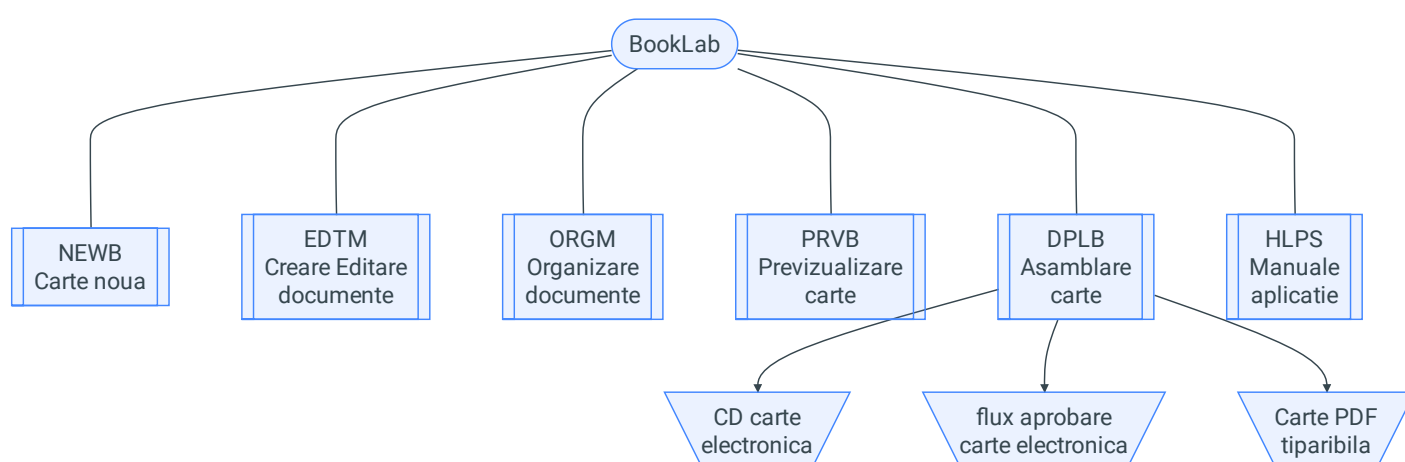 BookLab
NEWB
Carte noua
EDTM
Creare Editare
documente
ORGM
Organizare
documente
PRVB
Previzualizare
carte
DPLB
Asamblare
carte
HLPS
Manuale
aplicatie
CD carte
electronica
flux aprobare
carte electronica
Carte PDF
tiparibila